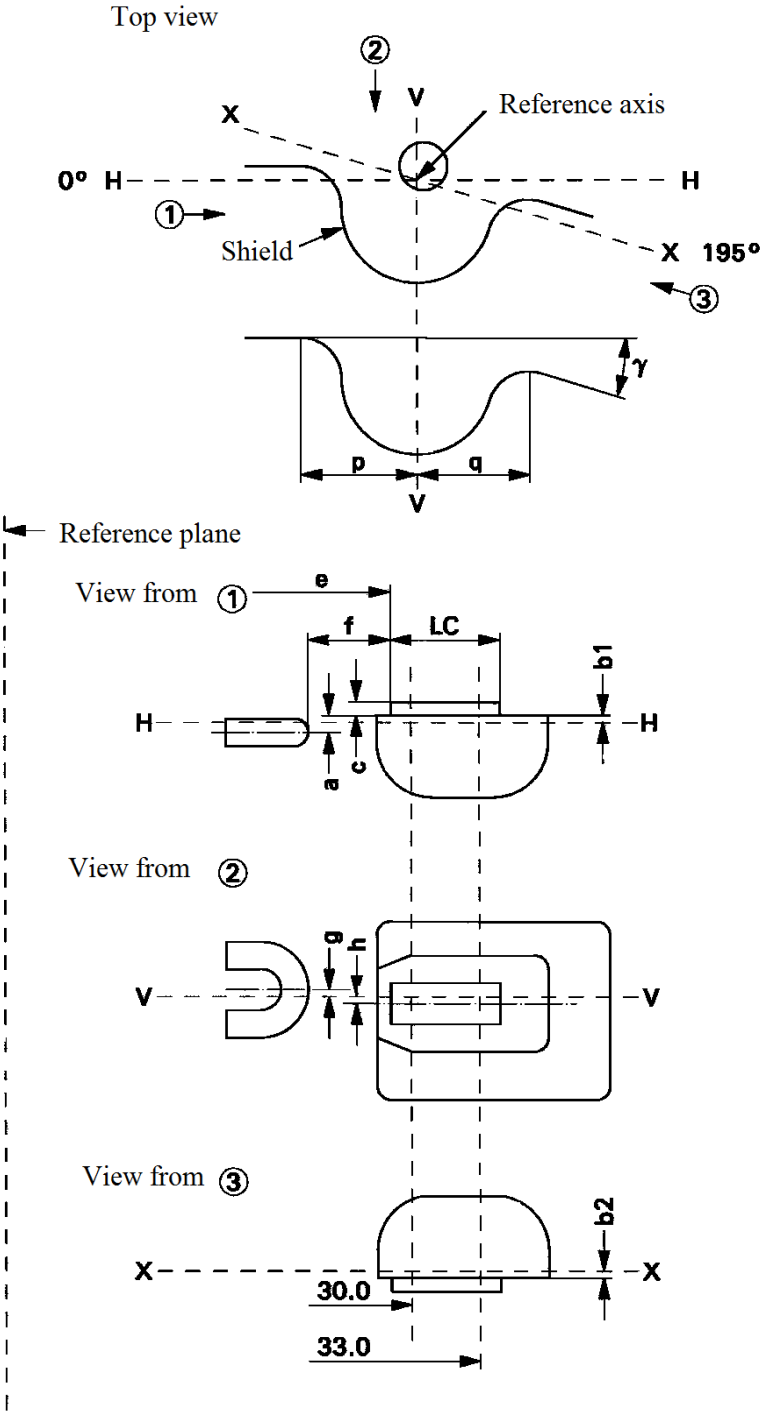 Top view
②
V
Reference axis
X
0° H
H
①
Shield
X 195°
③
γ
p
q
V
Reference plane
View from ①
e
f
LC
b1
H
H
a
c
View from ②
g
h
V
V
View from ③
b2
X
X
30.0
33.0